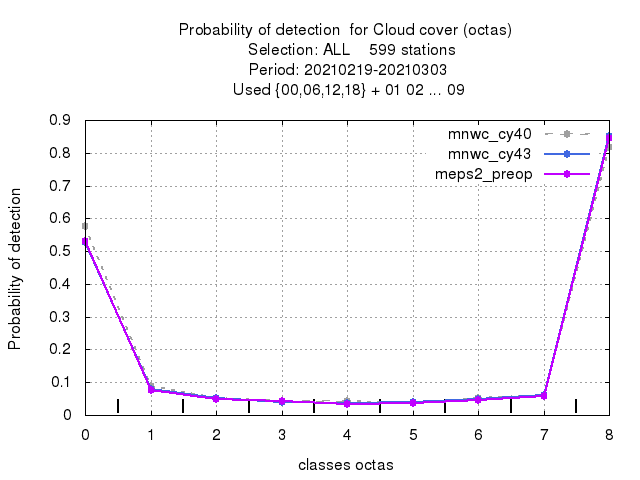 Probability of detection  for Cloud cover (octas)
Selection: ALL    599 stations
Period: 20210219-20210303
Used {00,06,12,18} + 01 02 ... 09
mnwc_cy40
mnwc_cy43
meps2_preop
Probability of detection
0.9
0.8
0.7
0.6
0.5
0.4
0.3
0.2
0.1
0
0 1 2 3 4 5 6 7 8
classes octas